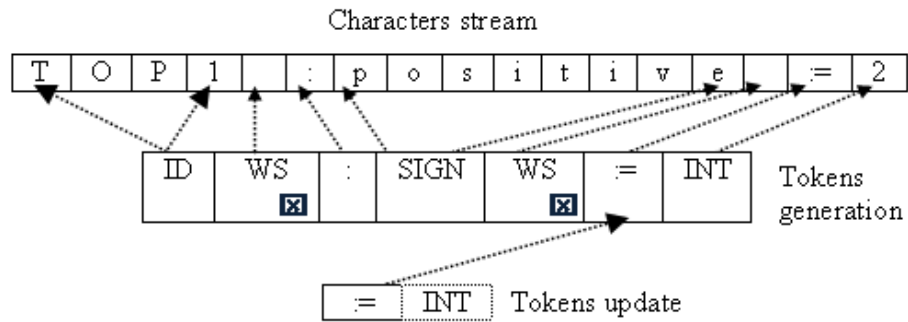 Characters stream
T O P 1 : p o s i t i v e := 2
ID WS : SIGN WS := INT
Tokens
generation
:= INT Tokens update